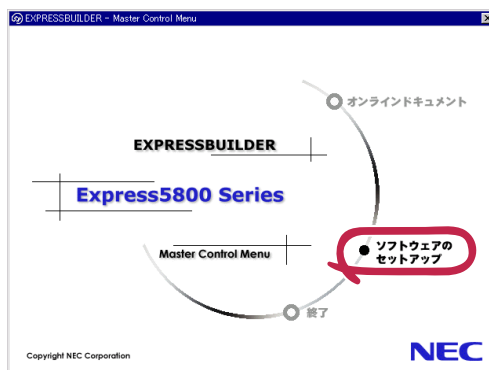 EXPRESSBUILDER - Master Control Menu
オンラインドキュメント
EXPRESSBUILDER
Express5800 Series
ソフトウェアの
セットアップ
Master Control Menu
終了
Copyright NEC Corporation
NEC